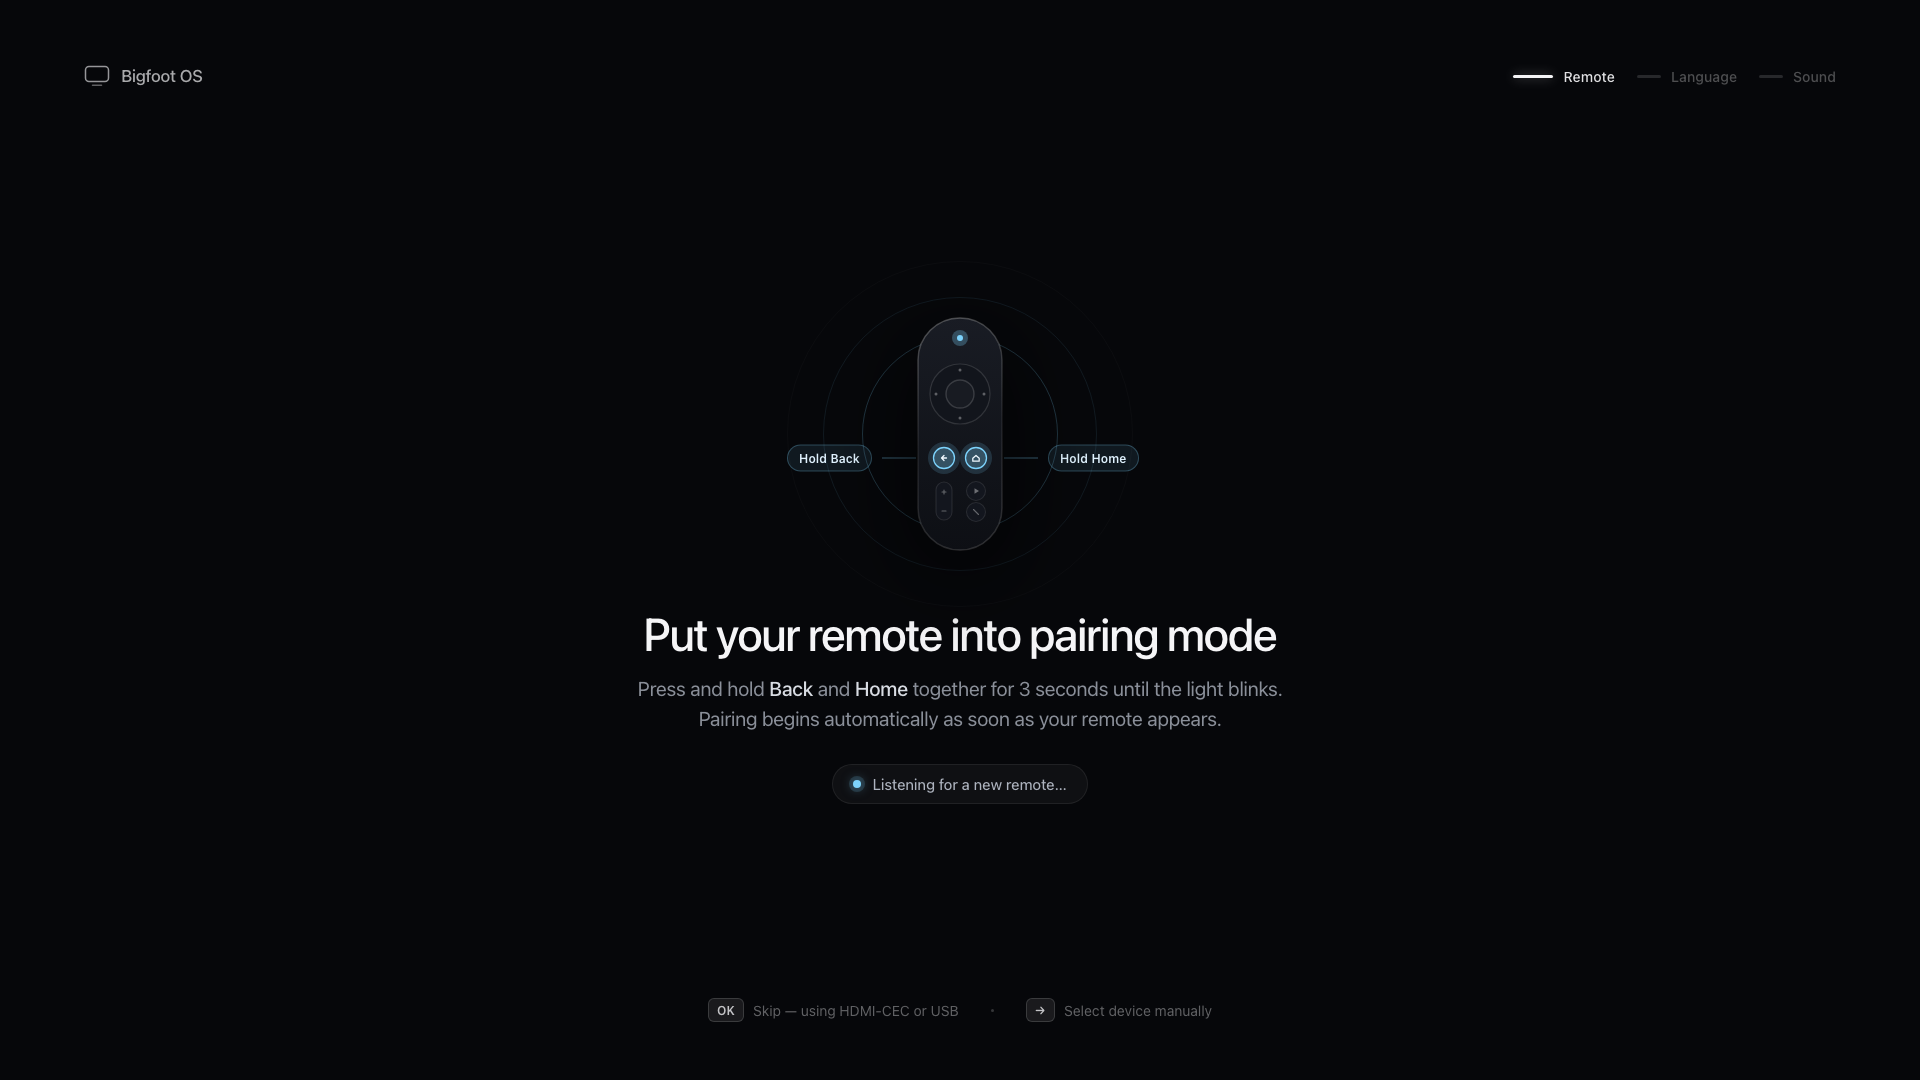 Bigfoot OS
Remote
Language
Sound
Hold Back
Hold Home
Put your remote into pairing mode
Press and hold Back and Home together for 3 seconds until the light blinks.
Pairing begins automatically as soon as your remote appears.
Listening for a new remote...
OK Skip — using HDMI-CEC or USB · → Select device manually